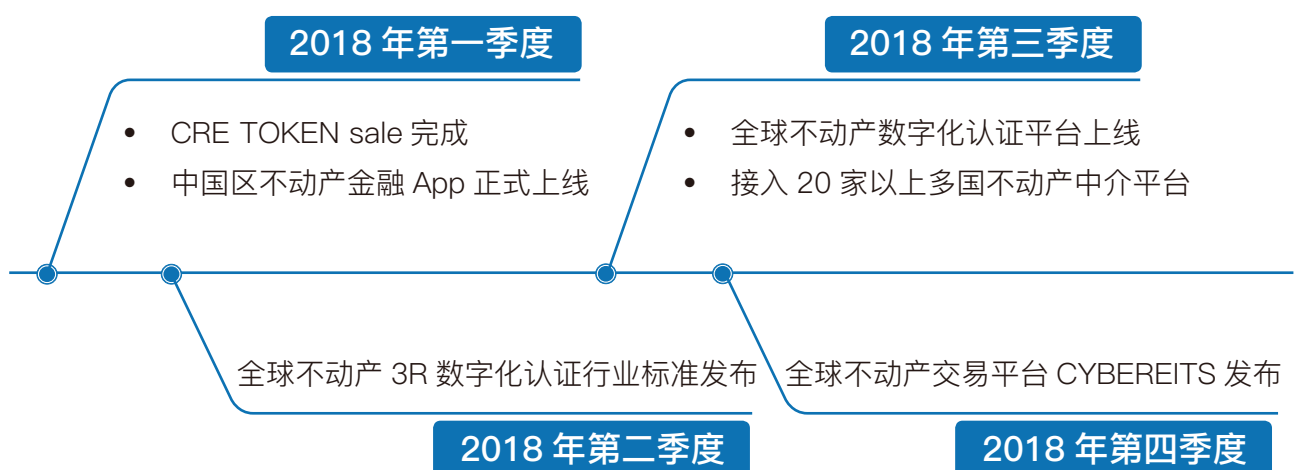 2018 年第一季度
• CRE TOKEN sale 完成
• 中国区不动产金融 App 正式上线
2018 年第三季度
• 全球不动产数字化认证平台上线
• 接入 20 家以上多国不动产中介平台
全球不动产 3R 数字化认证行业标准发布
2018 年第二季度
全球不动产交易平台 CYBEREITS 发布
2018 年第四季度